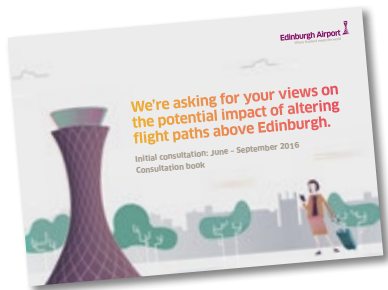 Edinburgh Airport
We're asking for your views on
the potential impact of altering
flight paths above Edinburgh.
Initial consultation: June – September 2016
Consultation book